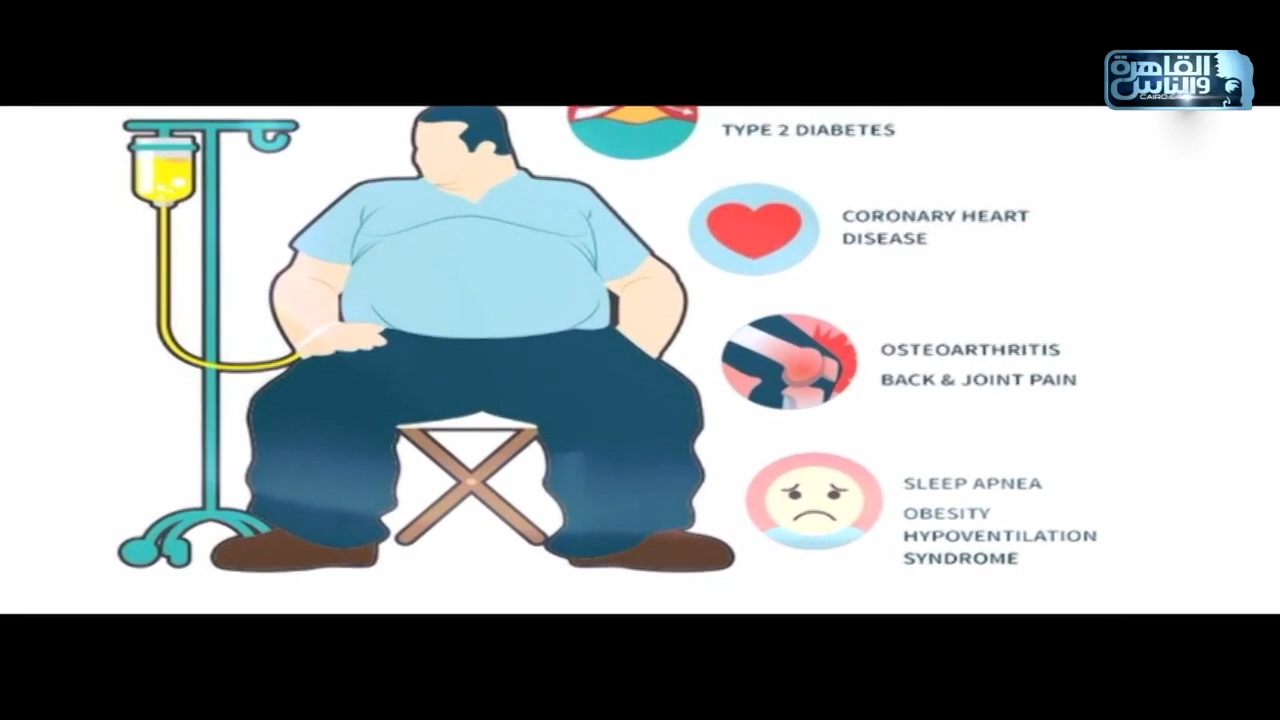 القاهرة
والناس
TYPE 2 DIABETES
CORONARY HEART
DISEASE
OSTEOARTHRITIS
BACK & JOINT PAIN
SLEEP APNEA
OBESITY
HYPOVENTILATION
SYNDROME